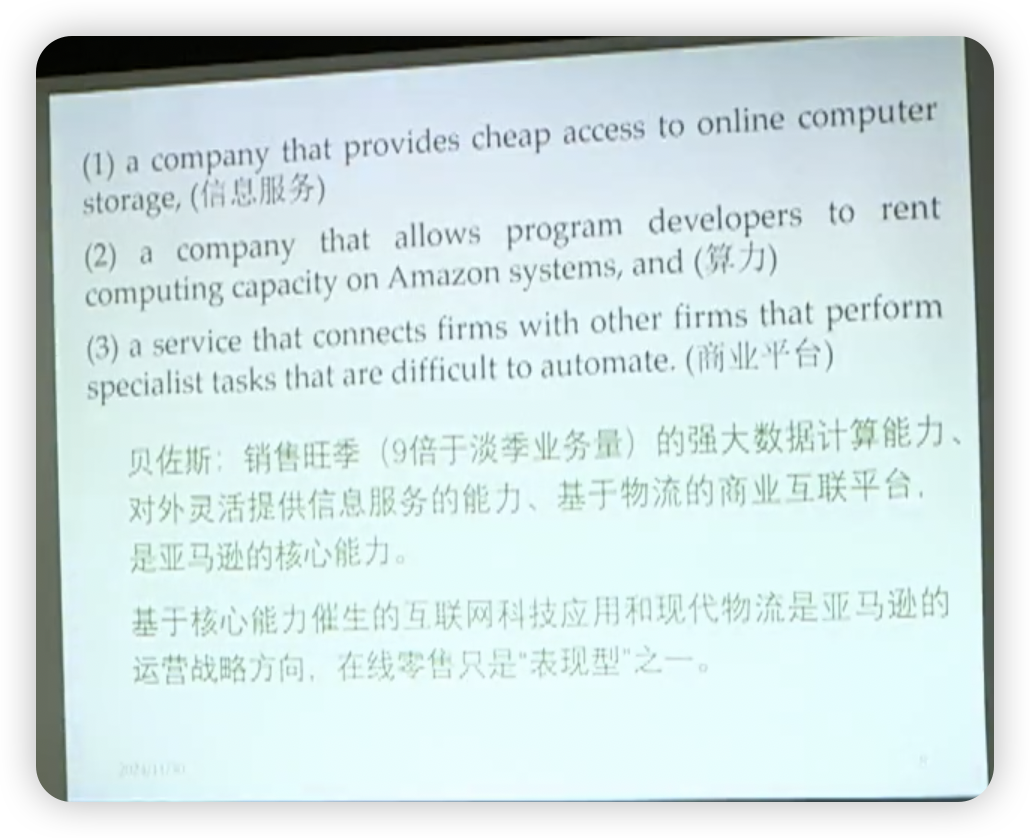 (1) a company that provides cheap access to online computer
storage, (信息服务)
(2) a company that allows program developers to rent
computing capacity on Amazon systems, and (算力)
(3) a service that connects firms with other firms that perform
specialist tasks that are difficult to automate. (商业平台)
贝佐斯：销售旺季（9倍于淡季业务量）的强大数据计算能力、
对外灵活提供信息服务的能力、基于物流的商业互联平台，
是亚马逊的核心能力。
基于核心能力催生的互联网科技应用和现代物流是亚马逊的
运营战略方向，在线零售只是“表现型”之一。